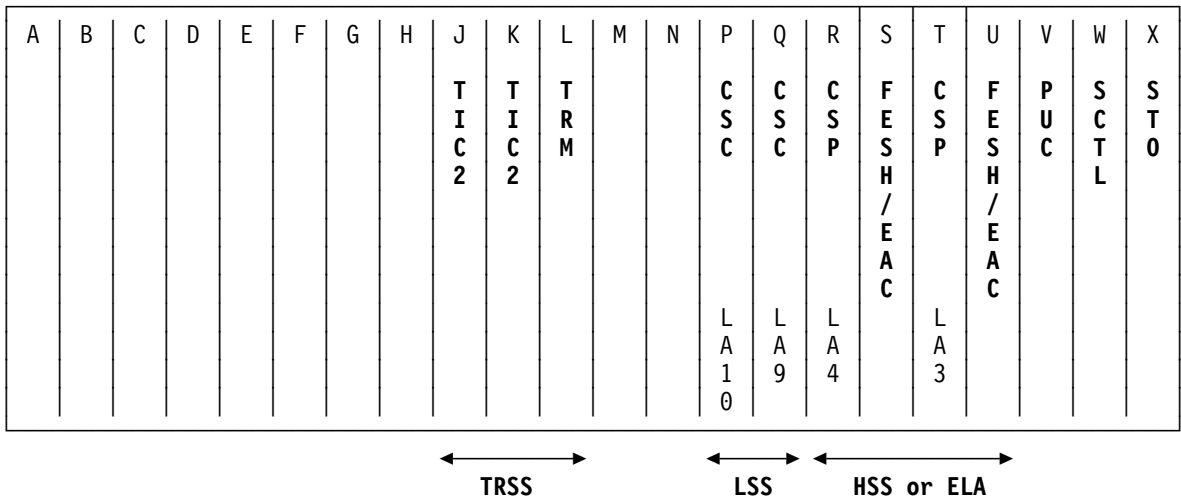 A B C D E F G H J K L M N P Q R S T U V W X
TIC2 TIC2 TRM CSC CSC CSP FESH/EAC CSP FESH/EAC PUC SCTL STO
LA10 LA9 LA4 LA3
TRSS LSS HSS or ELA